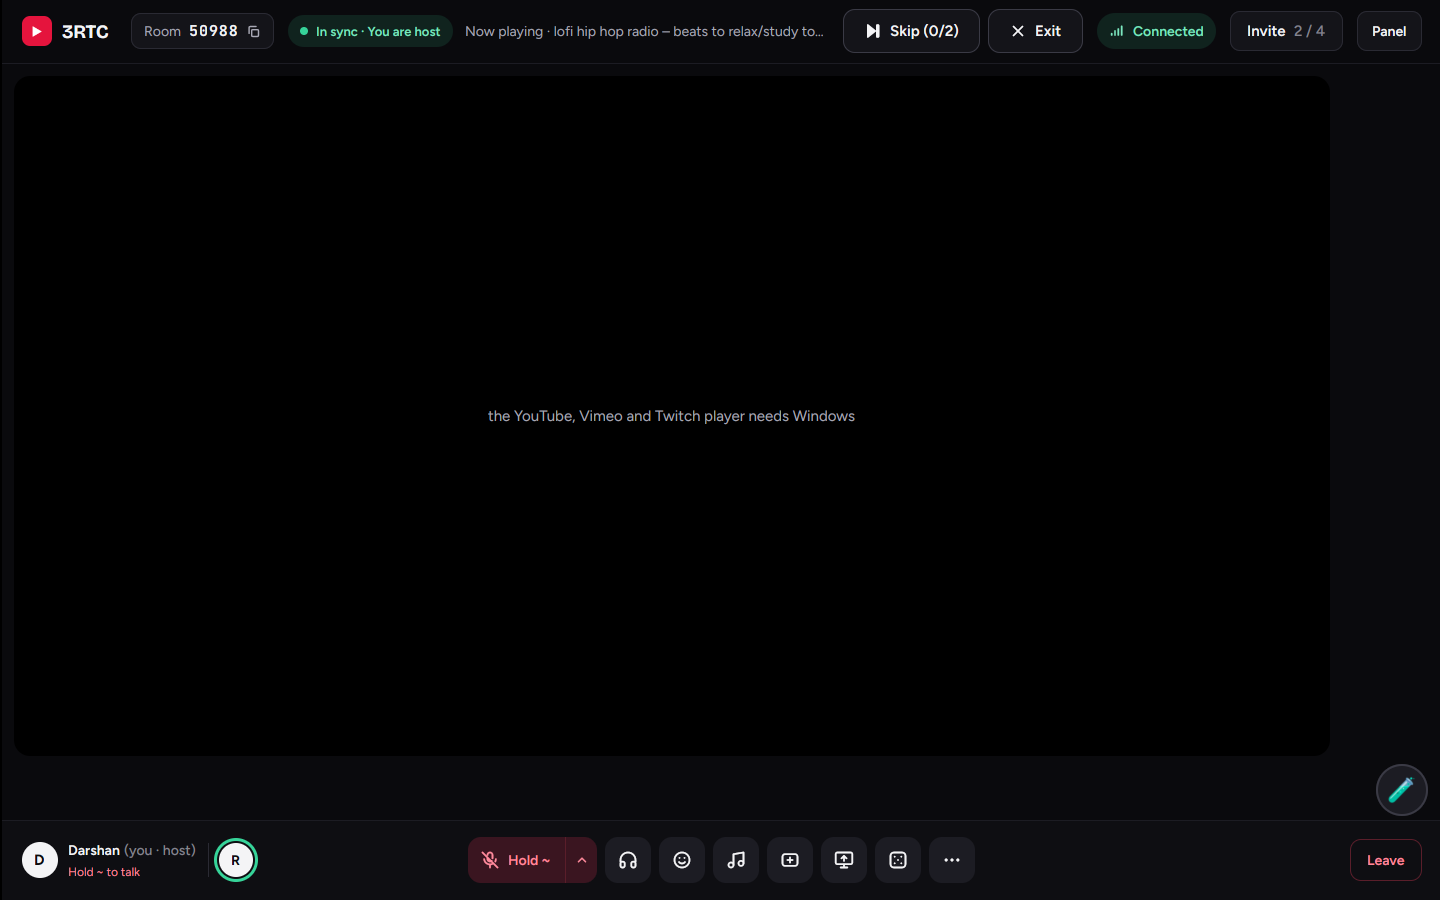 3RTC
Room 50988
In sync · You are host
Now playing · lofi hip hop radio – beats to relax/study to...
Skip (0/2)
Exit
Connected
Invite 2 / 4
Panel
the YouTube, Vimeo and Twitch player needs Windows
D
Darshan (you · host)
Hold ~ to talk
R
Hold ~
Leave